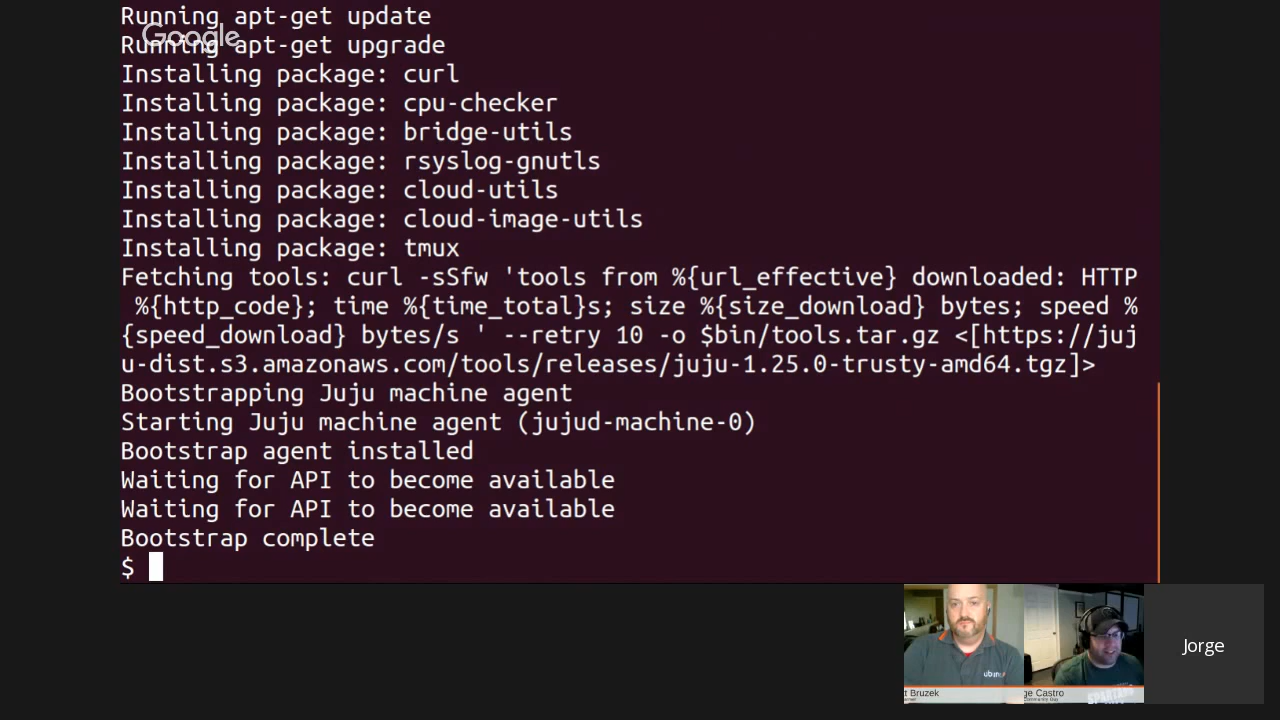 Running apt-get update
Google
Running apt-get upgrade
Installing package: curl
Installing package: cpu-checker
Installing package: bridge-utils
Installing package: rsyslog-gnutls
Installing package: cloud-utils
Installing package: cloud-image-utils
Installing package: tmux
Fetching tools: curl -sSfw 'tools from %{url_effective} downloaded: HTTP
%{http_code}; time %{time_total}s; size %{size_download} bytes; speed %
{speed_download} bytes/s ' --retry 10 -o $bin/tools.tar.gz <[https://juj
u-dist.s3.amazonaws.com/tools/releases/juju-1.25.0-trusty-amd64.tgz]>
Bootstrapping Juju machine agent
Starting Juju machine agent (jujud-machine-0)
Bootstrap agent installed
Waiting for API to become available
Waiting for API to become available
Bootstrap complete
$
Jorge
t Bruzek
ge Castro